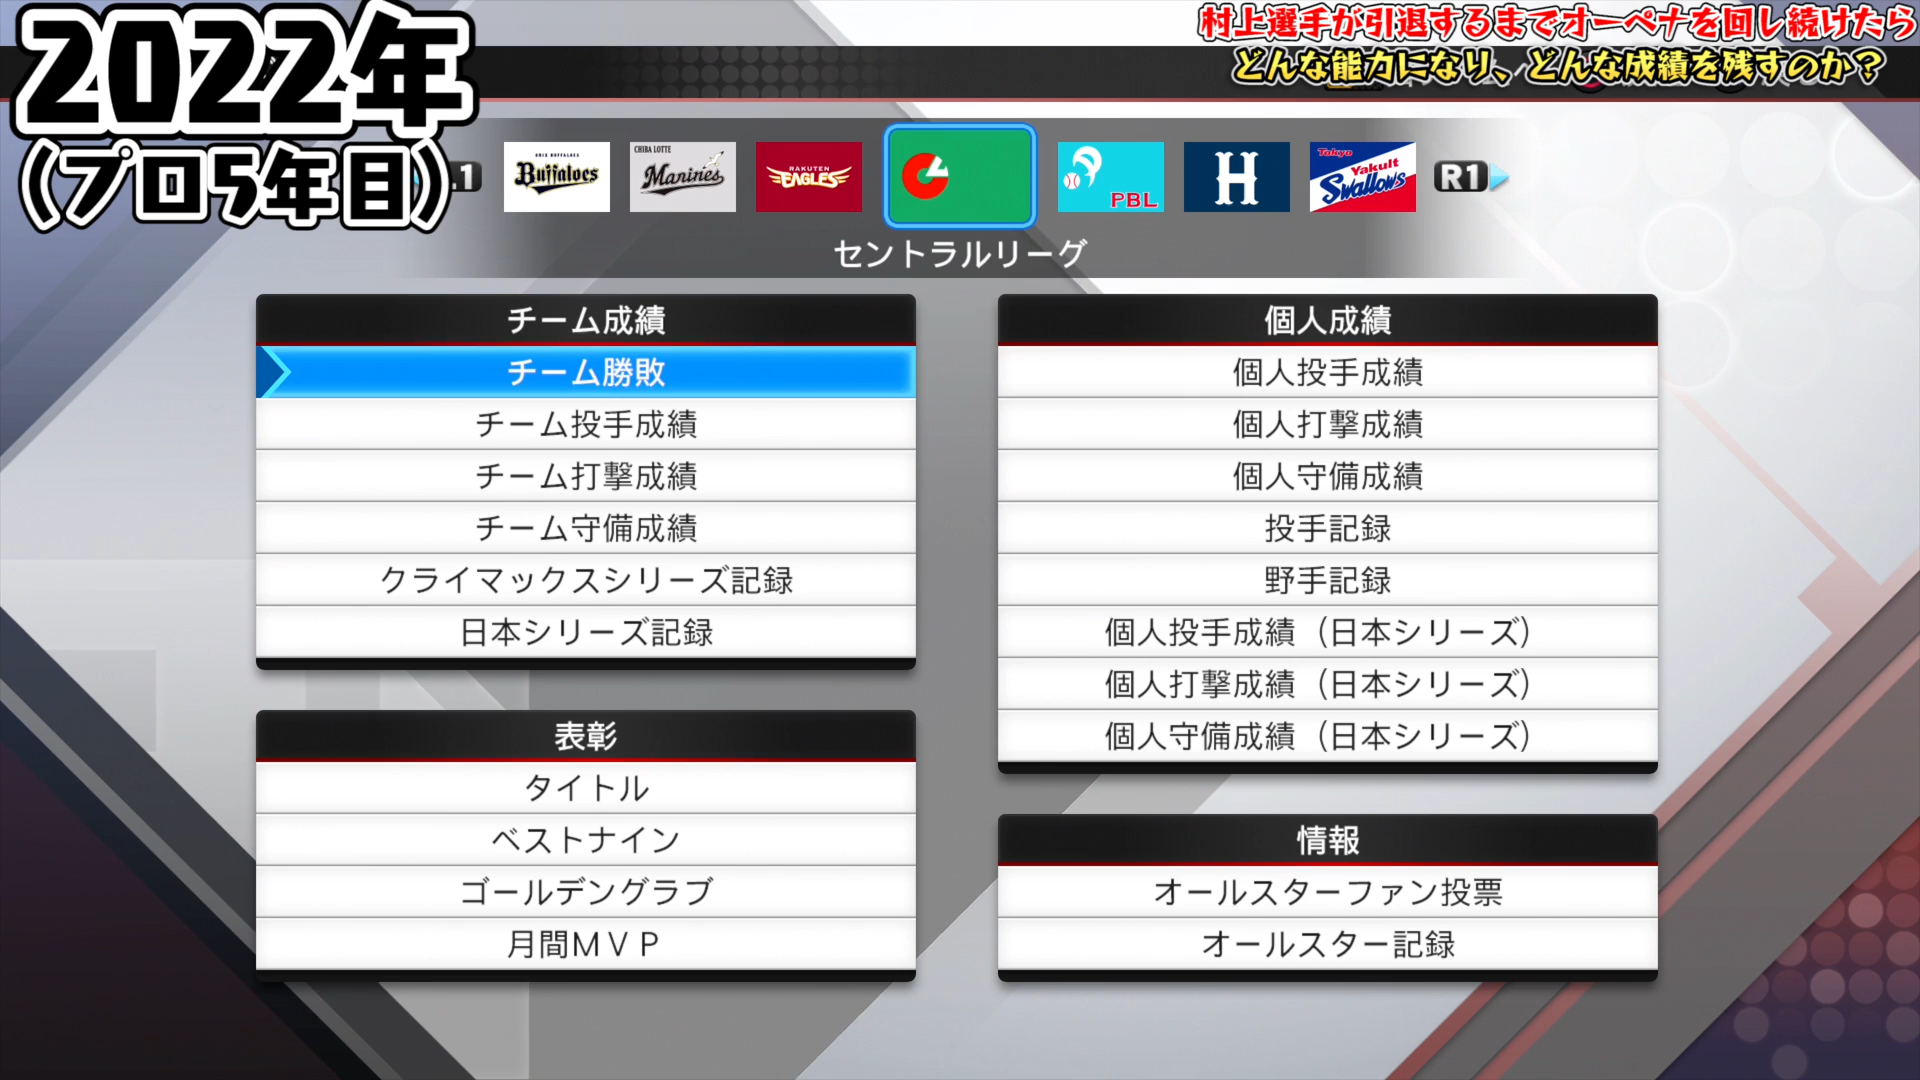 2022年
（プロ5年目）
村上選手が引退するまでオーペナを回し続けたら
どんな能力になり、どんな成績を残すのか？
ORIX BUFFALOES
Buffaloes
CHIBA LOTTE
Marines
RAKUTEN
EAGLES
PBL
H
Tokyo
Yakult
Swallows
R1
セントラルリーグ
チーム成績
チーム勝敗
チーム投手成績
チーム打撃成績
チーム守備成績
クライマックスシリーズ記録
日本シリーズ記録
表彰
タイトル
ベストナイン
ゴールデングラブ
月間ＭＶＰ
個人成績
個人投手成績
個人打撃成績
個人守備成績
投手記録
野手記録
個人投手成績（日本シリーズ）
個人打撃成績（日本シリーズ）
個人守備成績（日本シリーズ）
情報
オールスターファン投票
オールスター記録